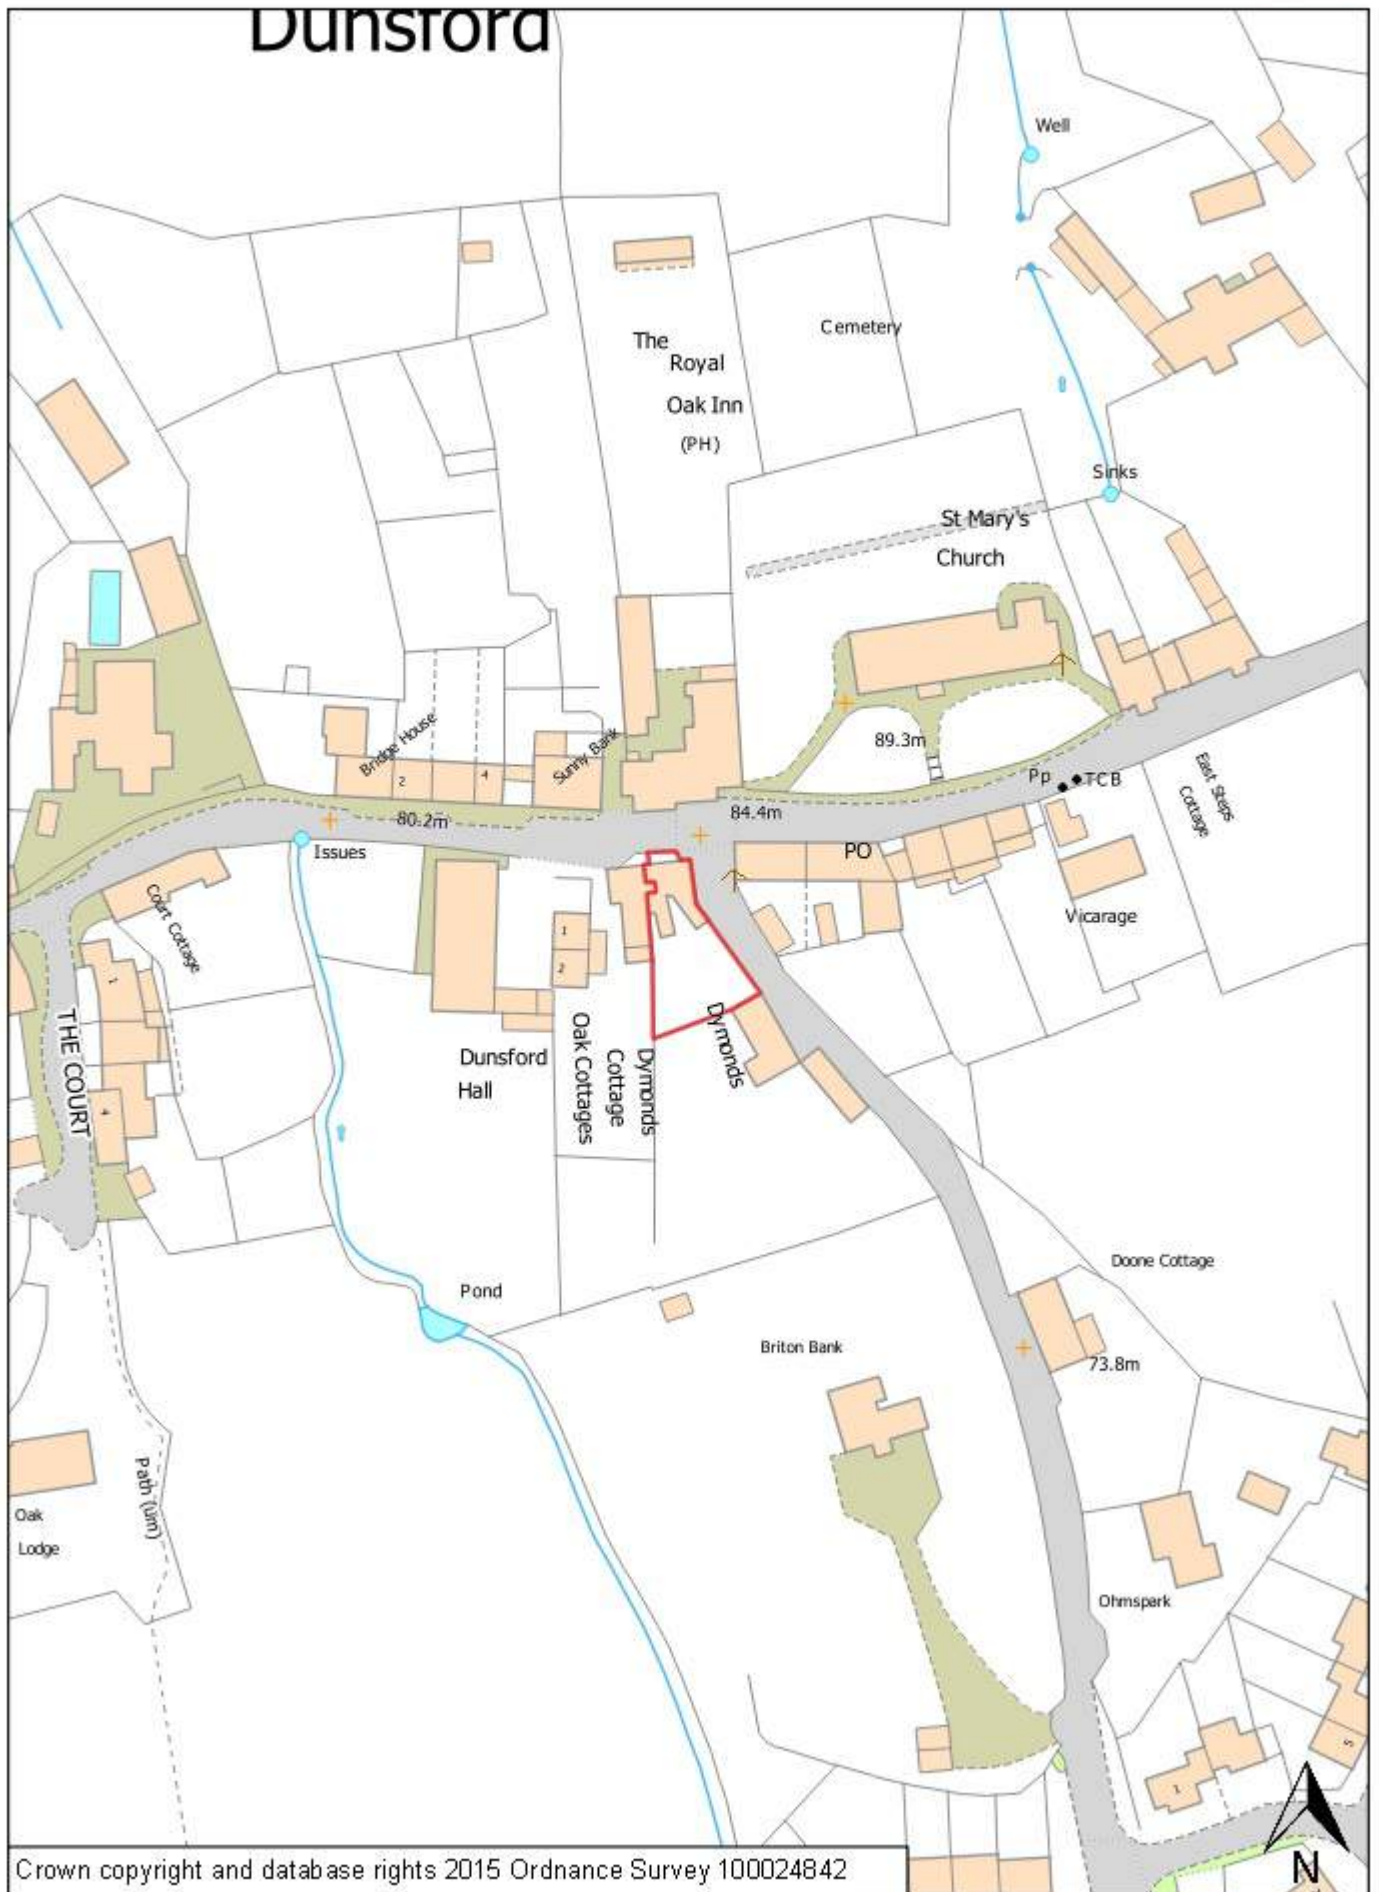 Dunsford
Well
The
Royal
Oak Inn
(PH)
Cemetery
Sinks
St Mary's
Church
89.3m
Bridge House
2
4
Sunny Bank
80.2m
84.4m
Pp
TCB
East Steps
Cottage
Issues
PO
Court Cottage
Vicarage
1
2
1
THE COURT
4
Dunsford
Hall
Oak Cottages
Dymonds
Cottage
Dymonds
Pond
Doone Cottage
Briton Bank
73.8m
Path (um)
Oak
Lodge
Ohmspark
5
1
N
Crown copyright and database rights 2015 Ordnance Survey 100024842